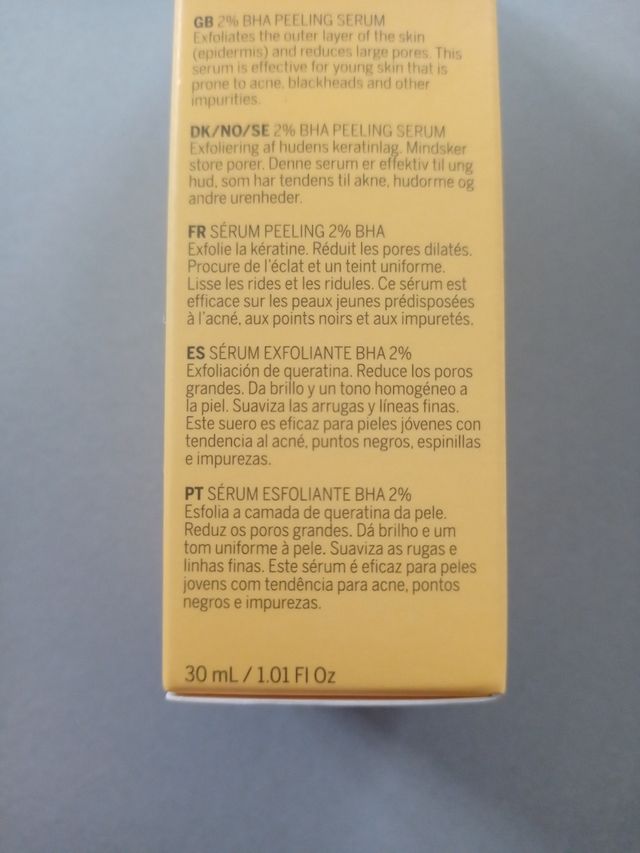 GB 2% BHA PEELING SERUM
Exfoliates the outer layer of the skin
(epidermis) and reduces large pores. This
serum is effective for young skin that is
prone to acne, blackheads and other
impurities.
DK/NO/SE 2% BHA PEELING SERUM
Exfoliering af hudens keratinlag. Mindsker
store porer. Denne serum er effektiv til ung
hud, som har tendens til akne, hudorme og
andre urenheder.
FR SÉRUM PEELING 2% BHA
Exfolie la kératine. Réduit les pores dilatés.
Procure de l'éclat et un teint uniforme.
Lisse les rides et les ridules. Ce sérum est
efficace sur les peaux jeunes prédisposées
à l'acné, aux points noirs et aux impuretés.
ES SÉRUM EXFOLIANTE BHA 2%
Exfoliación de queratina. Reduce los poros
grandes. Da brillo y un tono homogéneo a
la piel. Suaviza las arrugas y líneas finas.
Este suero es eficaz para pieles jóvenes con
tendencia al acné, puntos negros, espinillas
e impurezas.
PT SÉRUM ESFOLIANTE BHA 2%
Esfolia a camada de queratina da pele.
Reduz os poros grandes. Dá brilho e um
tom uniforme à pele. Suaviza as rugas e
linhas finas. Este sérum é eficaz para peles
jovens com tendência para acne, pontos
negros e impurezas.
30 mL / 1.01 Fl Oz